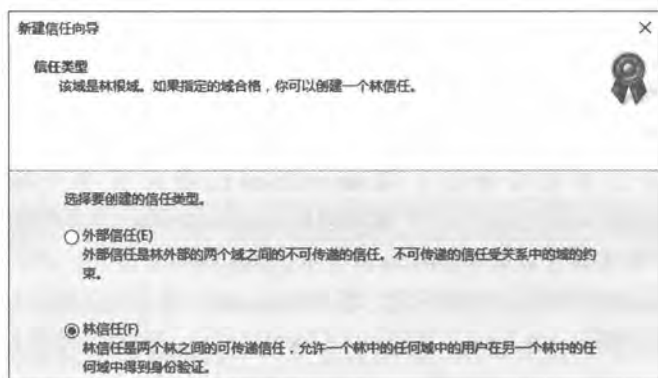 新建信任向导
信任类型
该域是林根域。如果指定的域合格，你可以创建一个林信任。
选择要创建的信任类型。
外部信任(E)
外部信任是林外部的两个域之间的不可传递的信任。不可传递的信任受关系中的域的约
束。
林信任(F)
林信任是两个林之间的可传递信任，允许一个林中的任何域中的用户在另一个林中的任
何域中得到身份验证。